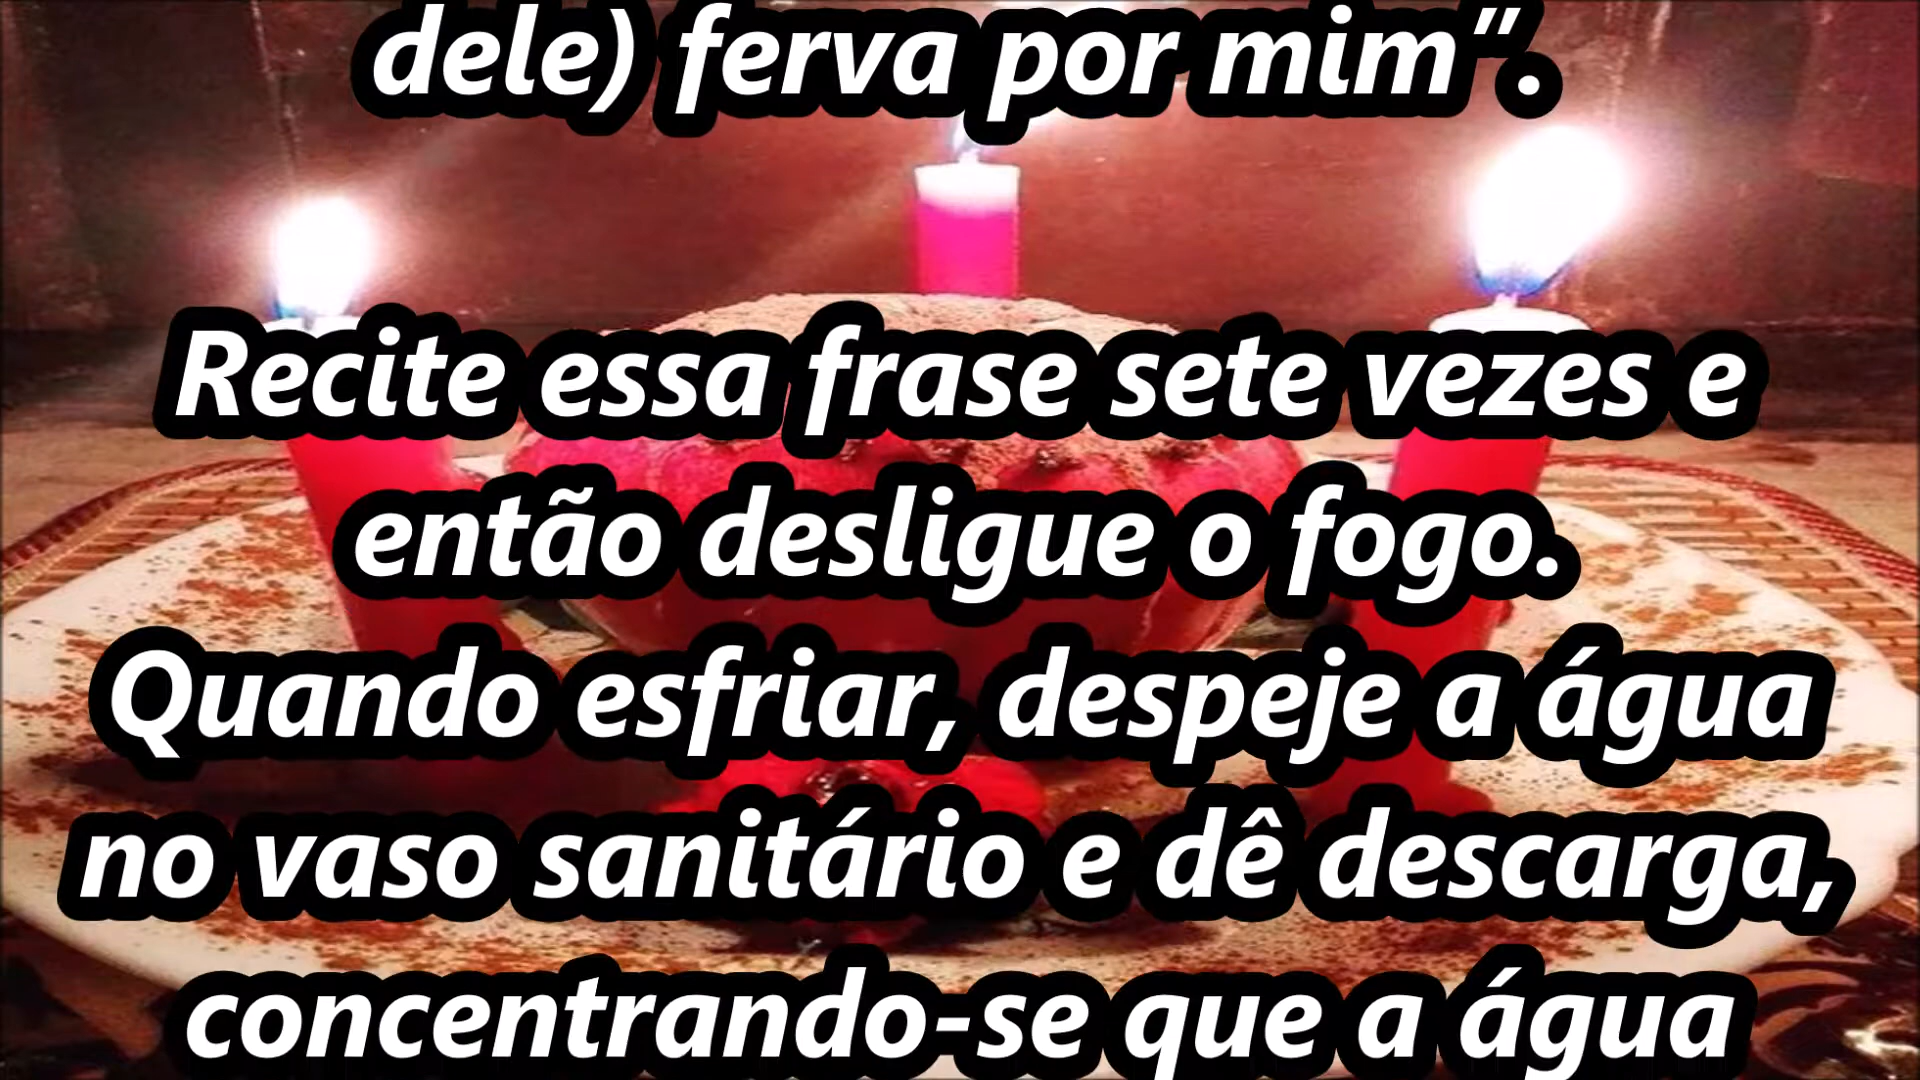 dele) ferva por mim”.
Recite essa frase sete vezes e
então desligue o fogo.
Quando esfriar, despeje a água
no vaso sanitário e dê descarga,
concentrando-se que a água